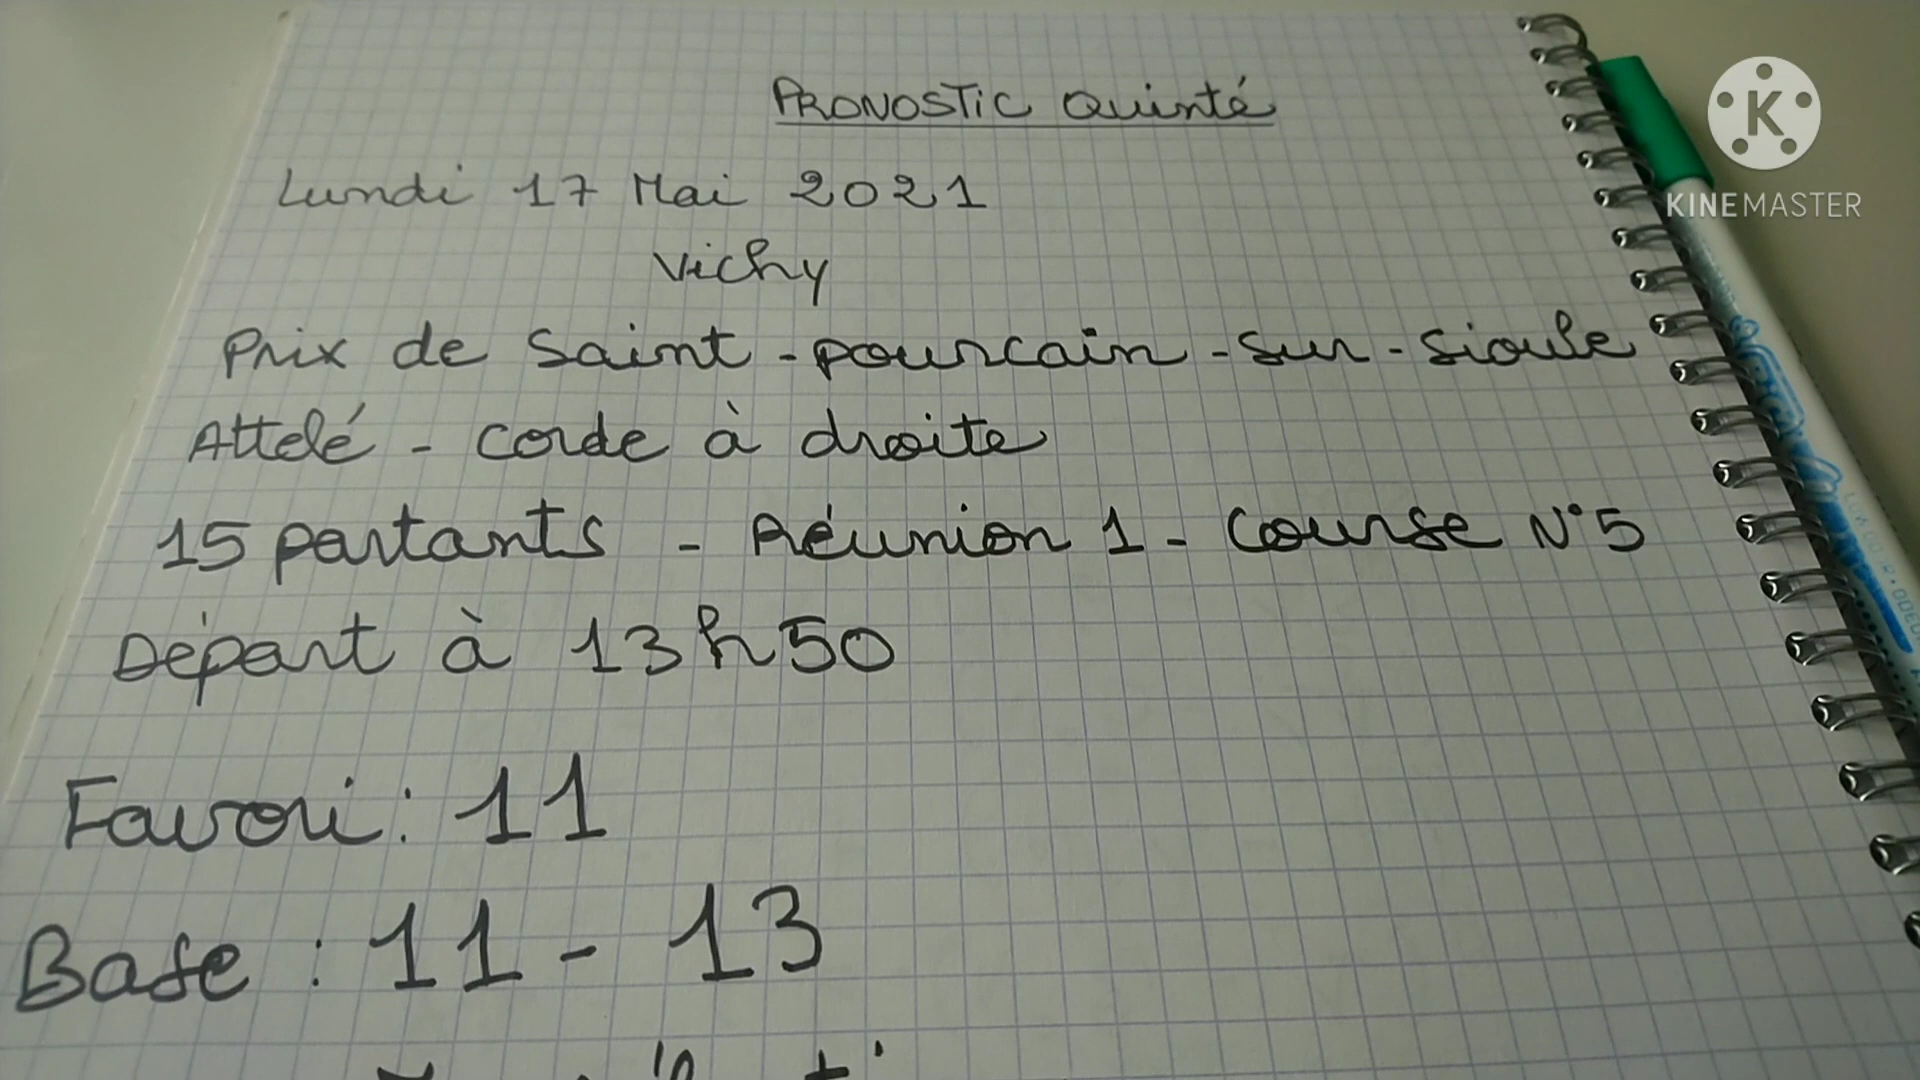 PRONOSTIC Quinté
Lundi 17 Mai 2021
Vichy
Prix de Saint-pourcain-sur-sioule
Attelé - corde à droite
15 partants - Réunion 1 - Course N°5
Départ à 13h50
Favori : 11
Base : 11 - 13
K
KINEMASTER